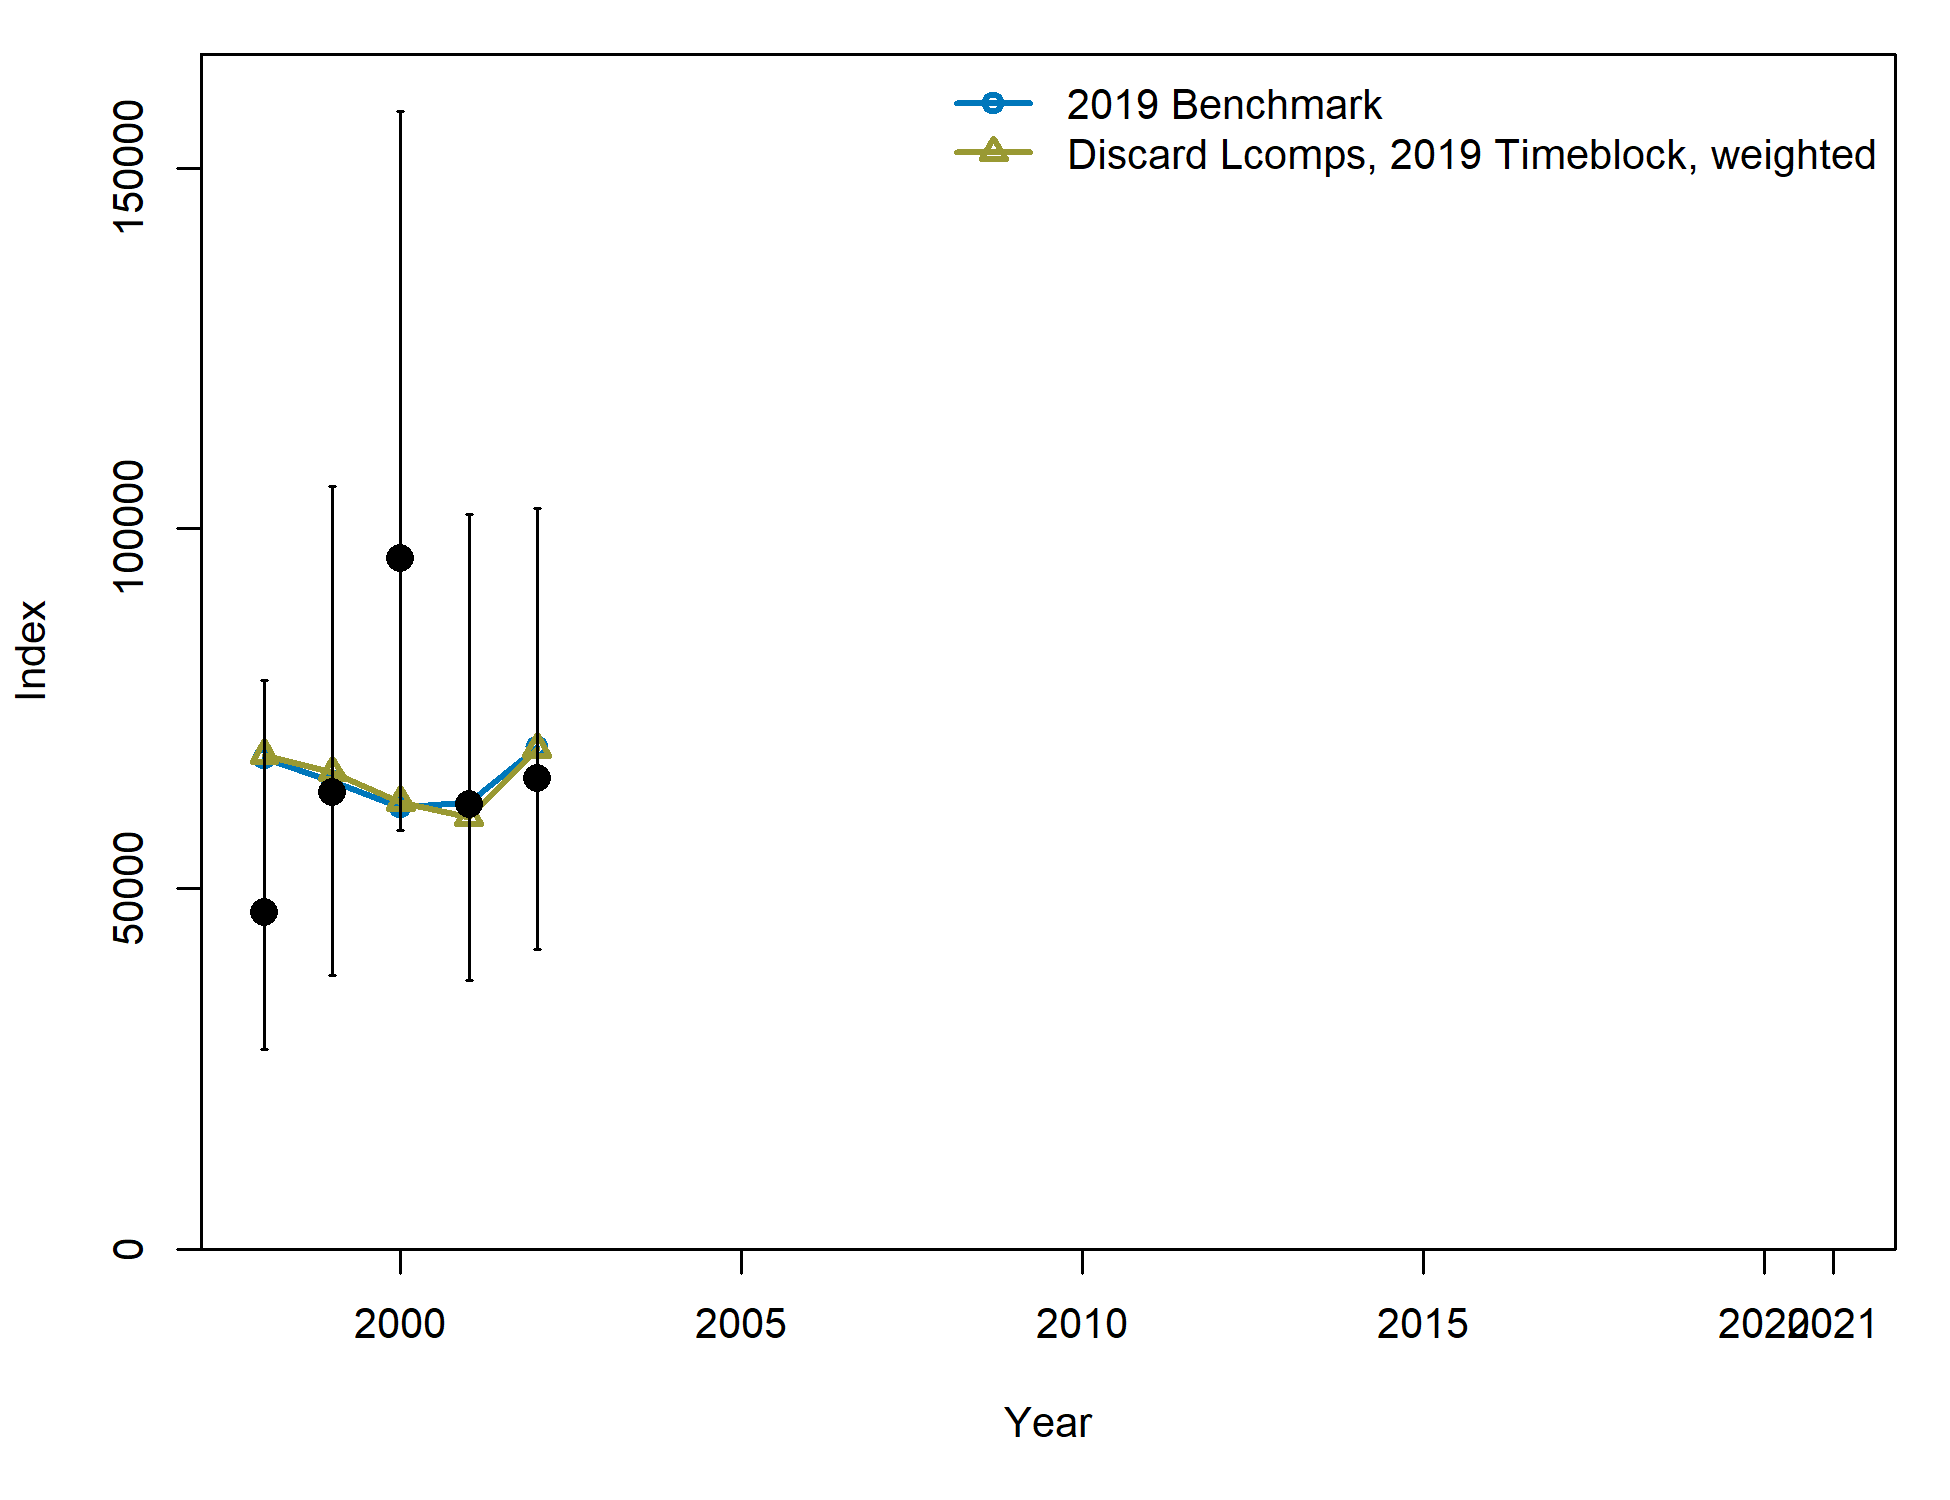 2019 Benchmark
Discard Lcomps, 2019 Timeblock, weighted
150000
100000
50000
0
Index
2000 2005 2010 2015 2020 2021
Year